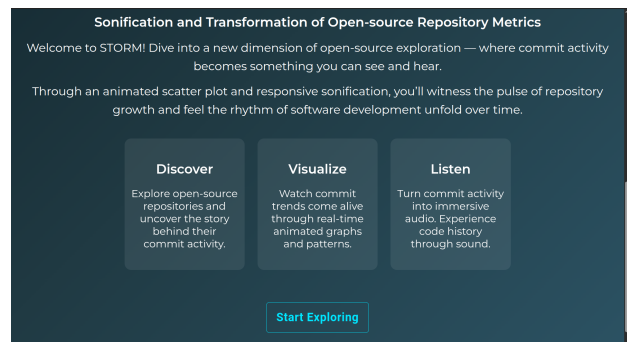 Sonification and Transformation of Open-source Repository Metrics
Welcome to STORM! Dive into a new dimension of open-source exploration — where commit activity
becomes something you can see and hear.
Through an animated scatter plot and responsive sonification, you'll witness the pulse of repository
growth and feel the rhythm of software development unfold over time.
Discover
Explore open-source
repositories and
uncover the story
behind their
commit activity.
Visualize
Watch commit
trends come alive
through real-time
animated graphs
and patterns.
Listen
Turn commit activity
into immersive
audio. Experience
code history
through sound.
Start Exploring